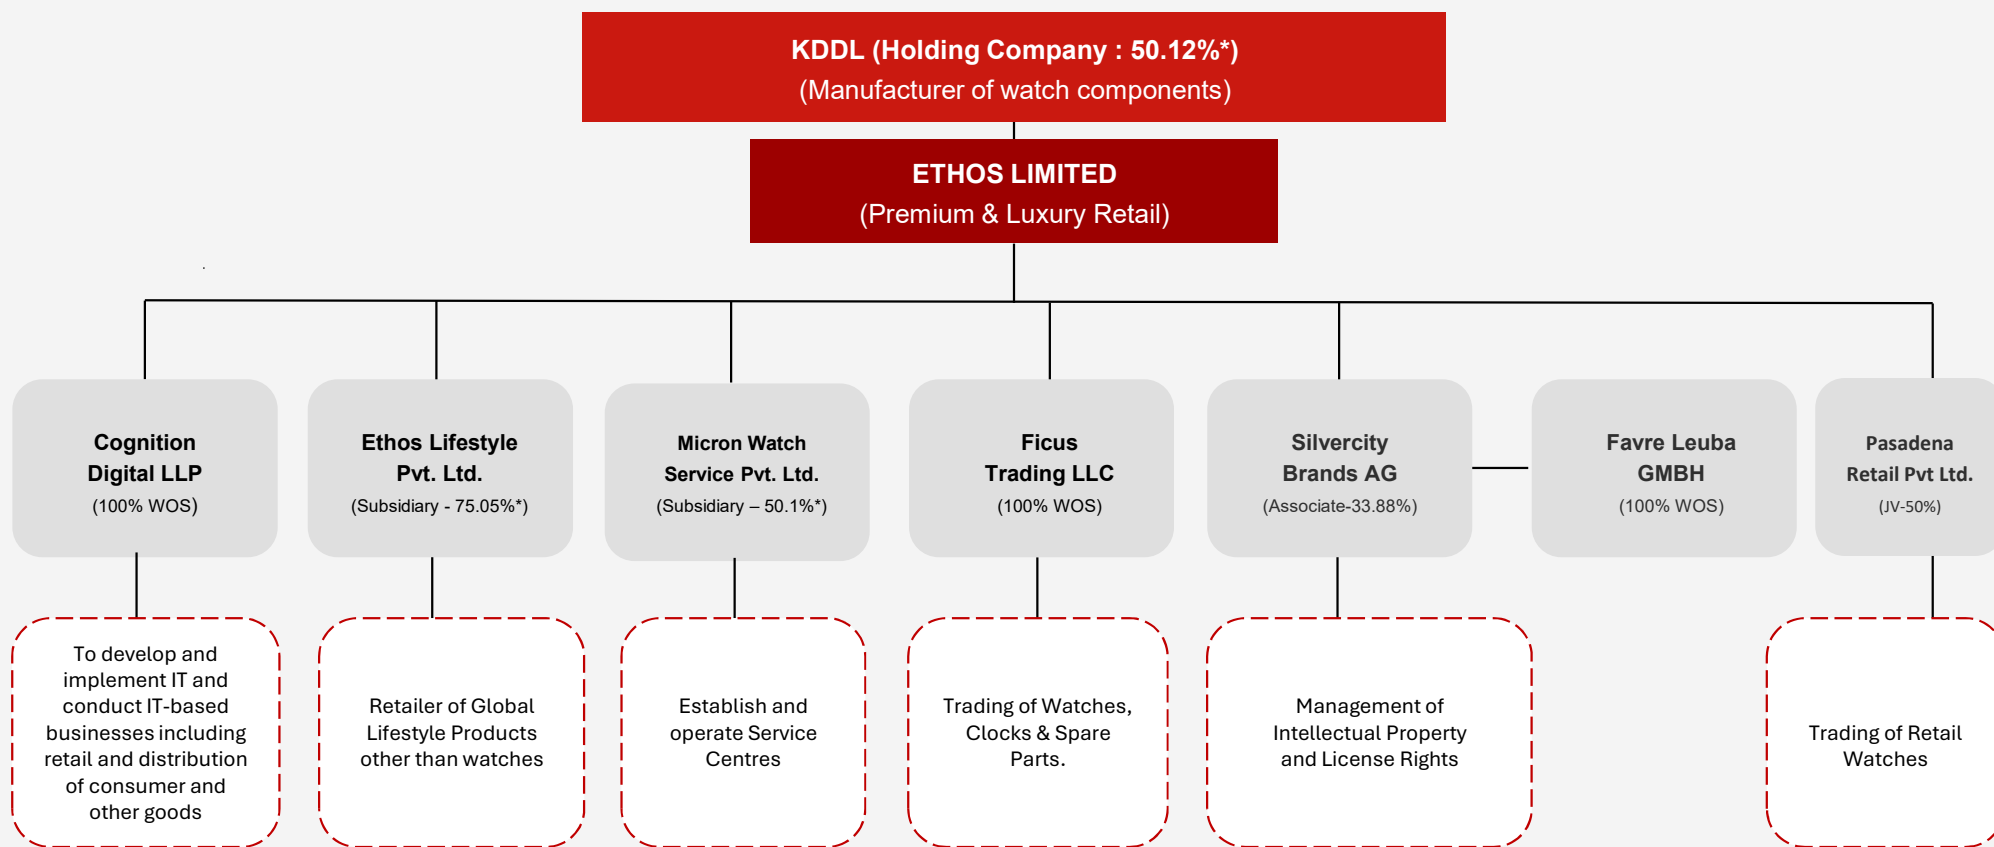 KDDL (Holding Company : 50.12%*)
(Manufacturer of watch components)
ETHOS LIMITED
(Premium & Luxury Retail)
Cognition
Digital LLP
(100% WOS)
Ethos Lifestyle
Pvt. Ltd.
(Subsidiary - 75.05%*)
Micron Watch
Service Pvt. Ltd.
(Subsidiary – 50.1%*)
Ficus
Trading LLC
(100% WOS)
Silvercity
Brands AG
(Associate-33.88%)
Favre Leuba
GMBH
(100% WOS)
Pasadena
Retail Pvt Ltd.
(JV-50%)
To develop and
implement IT and
conduct IT-based
businesses including
retail and distribution
of consumer and
other goods
Retailer of Global
Lifestyle Products
other than watches
Establish and
operate Service
Centres
Trading of Watches,
Clocks & Spare
Parts.
Management of
Intellectual Property
and License Rights
Trading of Retail
Watches